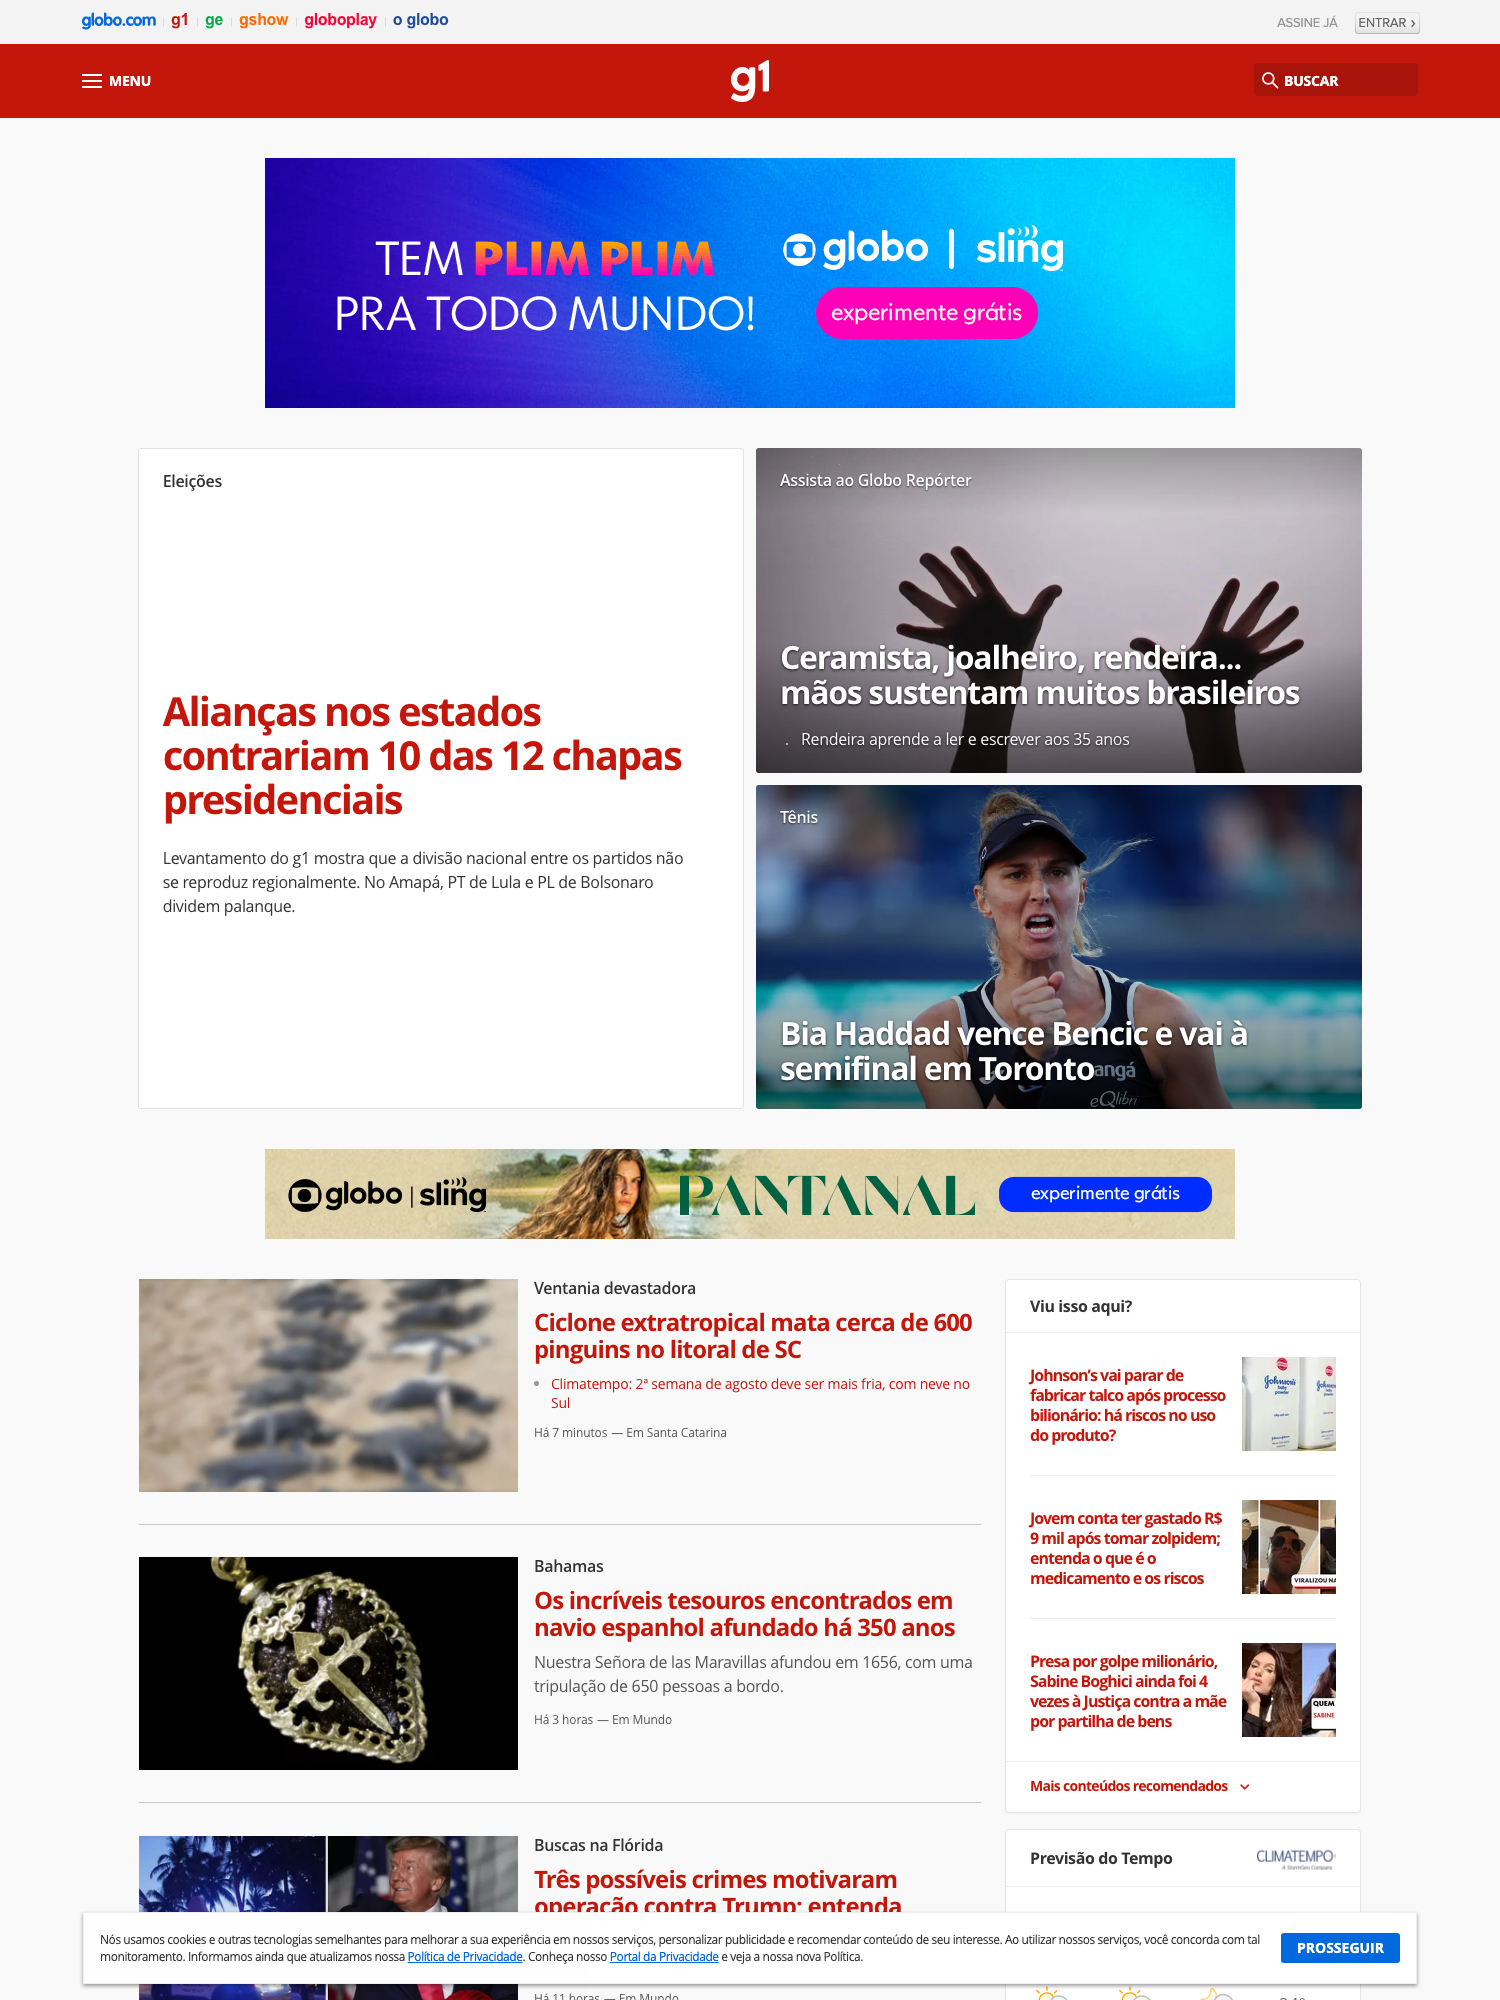 globo.com g1 ge gshow globoplay o globo
ASSINE JÁ ENTRAR ›
MENU
g1
BUSCAR
TEM PLIM PLIM
PRA TODO MUNDO!
globo | sling
experimente grátis
Eleições
Alianças nos estados
contrariam 10 das 12 chapas
presidenciais
Levantamento do g1 mostra que a divisão nacional entre os partidos não
se reproduz regionalmente. No Amapá, PT de Lula e PL de Bolsonaro
dividem palanque.
Assista ao Globo Repórter
Ceramista, joalheiro, rendeira...
mãos sustentam muitos brasileiros
. Rendeira aprende a ler e escrever aos 35 anos
Tênis
Bia Haddad vence Bencic e vai à
semifinal em Toronto
angá
eQlibri
globo | sling
PANTANAL
experimente grátis
Ventania devastadora
Ciclone extratropical mata cerca de 600
pinguins no litoral de SC
Climatempo: 2ª semana de agosto deve ser mais fria, com neve no
Sul
Há 7 minutos — Em Santa Catarina
Bahamas
Os incríveis tesouros encontrados em
navio espanhol afundado há 350 anos
Nuestra Señora de las Maravillas afundou em 1656, com uma
tripulação de 650 pessoas a bordo.
Há 3 horas — Em Mundo
Buscas na Flórida
Três possíveis crimes motivaram
operação contra Trump; entenda
Há 11 horas — Em Mundo
Viu isso aqui?
Johnson's vai parar de
fabricar talco após processo
bilionário: há riscos no uso
do produto?
Johnson's
baby
powder
Jovem conta ter gastado R$
9 mil após tomar zolpidem;
entenda o que é o
medicamento e os riscos
VIRALIZOU NA
Presa por golpe milionário,
Sabine Boghici ainda foi 4
vezes à Justiça contra a mãe
por partilha de bens
QUEM
SABINE
Mais conteúdos recomendados
Previsão do Tempo
CLIMATEMPO
A StormGeo Company
Nós usamos cookies e outras tecnologias semelhantes para melhorar a sua experiência em nossos serviços, personalizar publicidade e recomendar conteúdo de seu interesse. Ao utilizar nossos serviços, você concorda com tal
monitoramento. Informamos ainda que atualizamos nossa Política de Privacidade. Conheça nosso Portal da Privacidade e veja a nossa nova Política.
PROSSEGUIR